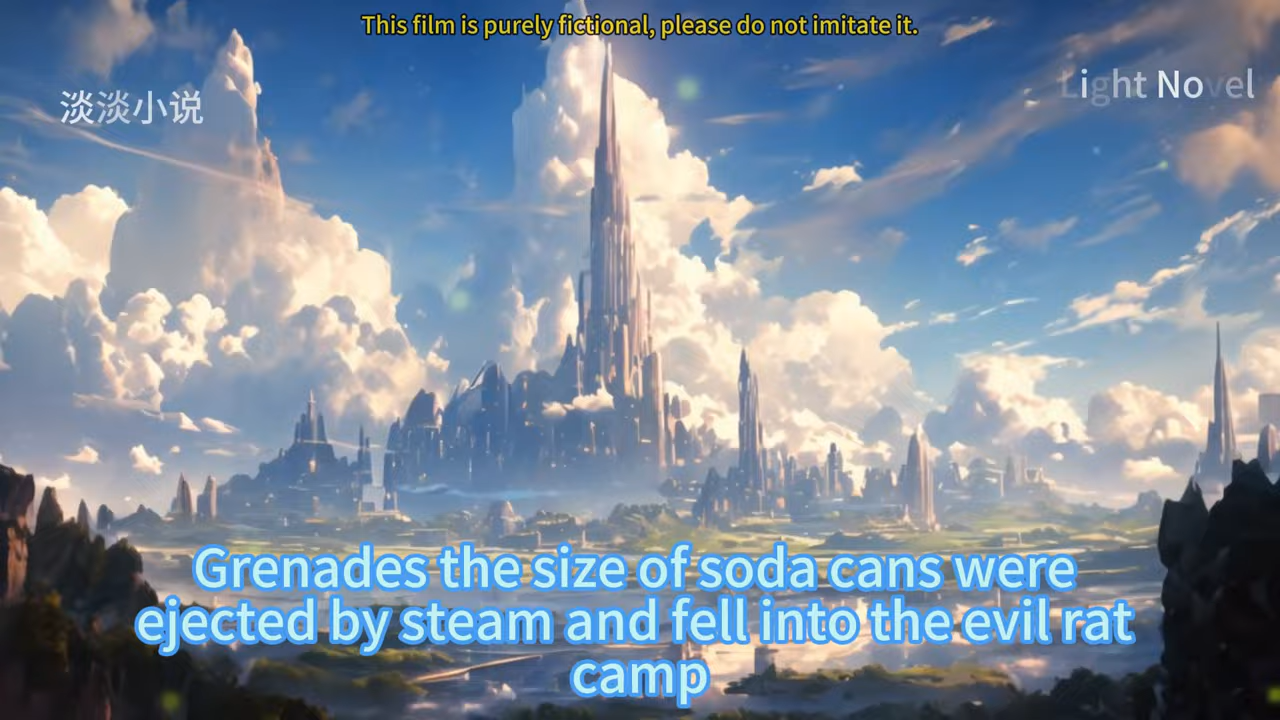 This film is purely fictional, please do not imitate it.
淡淡小说
Light Novel
Grenades the size of soda cans were
ejected by steam and fell into the evil rat
camp